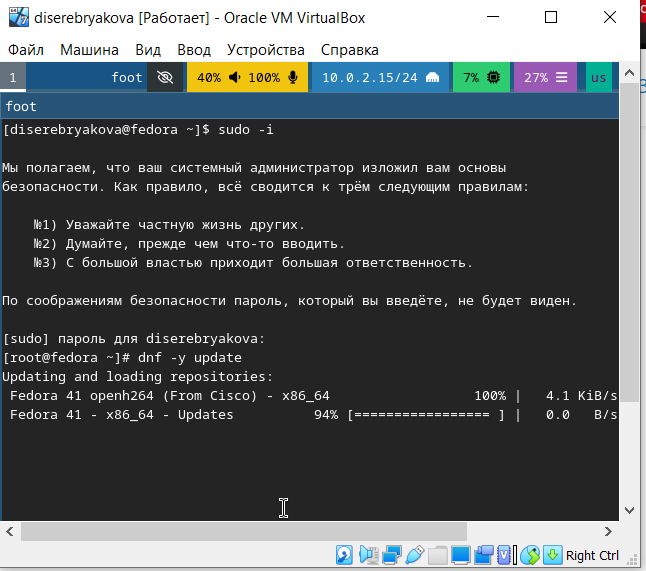 diserebryakova [Работает] - Oracle VM VirtualBox
Файл Машина Вид Ввод Устройства Справка
1 foot 40% 100% 10.0.2.15/24 7% 27% us
foot
[diserebryakova@fedora ~]$ sudo -i
Мы полагаем, что ваш системный администратор изложил вам основы
безопасности. Как правило, всё сводится к трём следующим правилам:
№1) Уважайте частную жизнь других.
№2) Думайте, прежде чем что-то вводить.
№3) С большой властью приходит большая ответственность.
По соображениям безопасности пароль, который вы введёте, не будет виден.
[sudo] пароль для diserebryakova:
[root@fedora ~]# dnf -y update
Updating and loading repositories:
Fedora 41 openh264 (From Cisco) - x86_64 100% | 4.1 KiB/s
Fedora 41 - x86_64 - Updates 94% [================= ] | 0.0 B/s
Right Ctrl